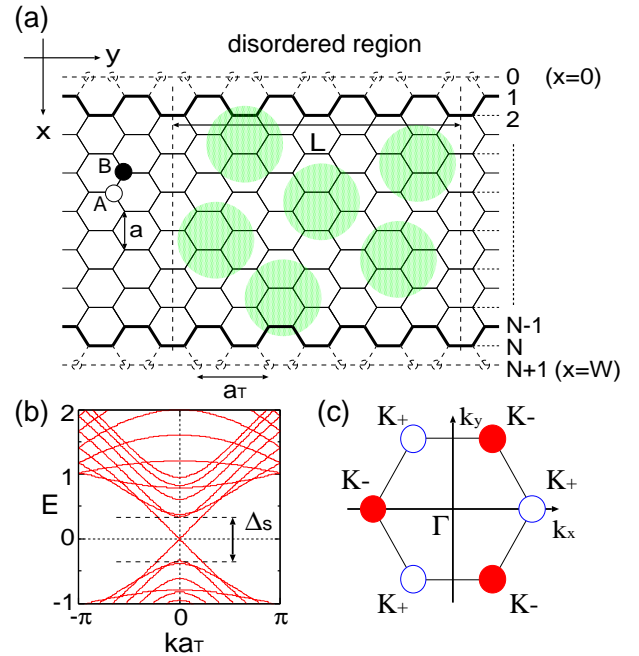 (a)
y
disordered region
0 (x=0)
1
x
2
L
B
A
a
N-1
N
N+1 (x=W)
aT
(b)
(c)
2
K+
ky
K-
1
K-
K+
E
Δs
0
Γ
kx
-1
K+
K-
-π
0
π
kaT